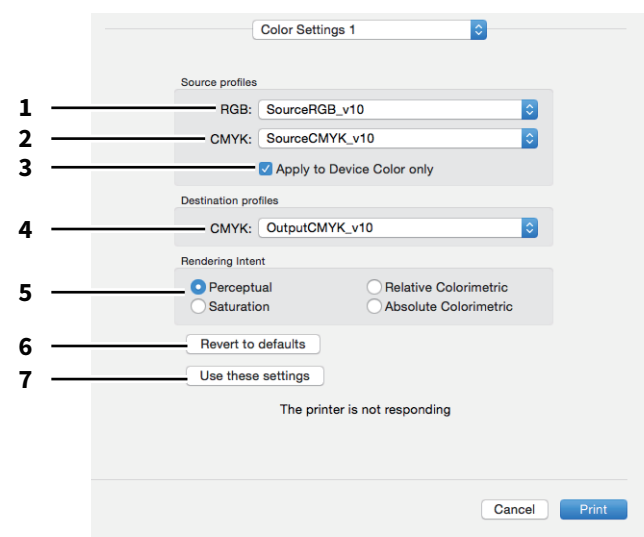 Color Settings 1
Source profiles
1 RGB: SourceRGB_v10
2 CMYK: SourceCMYK_v10
3 Apply to Device Color only
Destination profiles
4 CMYK: OutputCMYK_v10
Rendering Intent
5 Perceptual Relative Colorimetric
Saturation Absolute Colorimetric
6 Revert to defaults
7 Use these settings
The printer is not responding
Cancel Print